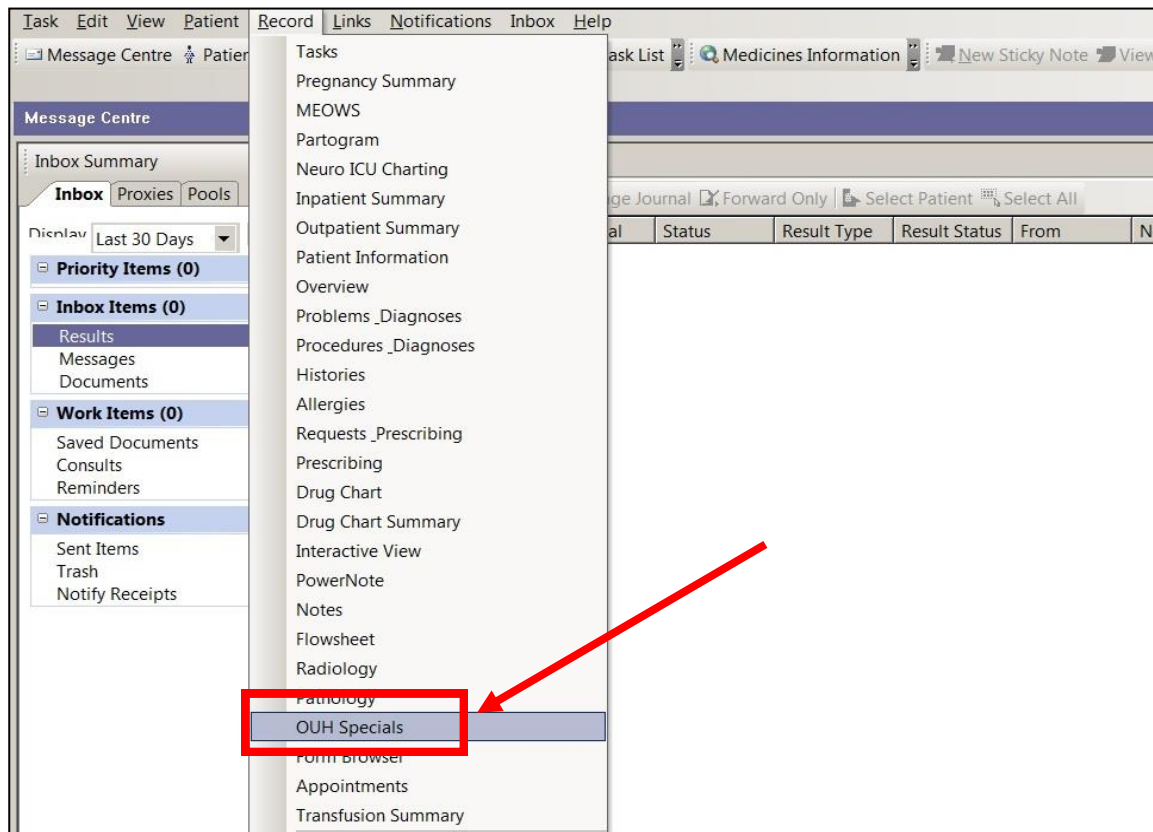 Task Edit View Patient Record Links Notifications Inbox Help
Message Centre Patien ask List Medicines Information New Sticky Note View
Message Centre
Inbox Summary
Inbox Proxies Pools
ge Journal Forward Only Select Patient Select All
Display Last 30 Days
al Status Result Type Result Status From N
Priority Items (0)
Inbox Items (0)
Results
Messages
Documents
Work Items (0)
Saved Documents
Consults
Reminders
Notifications
Sent Items
Trash
Notify Receipts
Tasks
Pregnancy Summary
MEOWS
Partogram
Neuro ICU Charting
Inpatient Summary
Outpatient Summary
Patient Information
Overview
Problems _Diagnoses
Procedures _Diagnoses
Histories
Allergies
Requests _Prescribing
Prescribing
Drug Chart
Drug Chart Summary
Interactive View
PowerNote
Notes
Flowsheet
Radiology
Pathology
OUH Specials
Form Browser
Appointments
Transfusion Summary